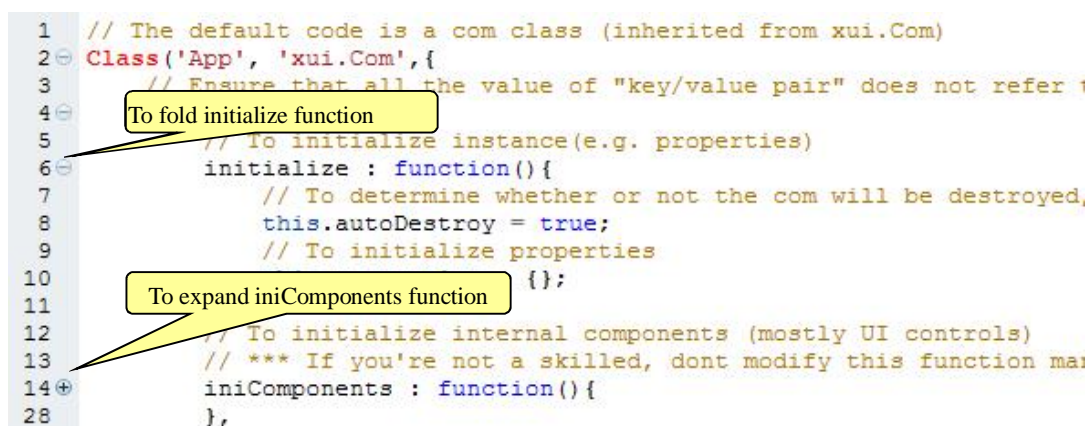 1 // The default code is a com class (inherited from xui.Com)
2 Class('App', 'xui.Com',{
3 // Ensure that all the value of "key/value pair" does not refer
To fold initialize function
4
5 // To initialize instance(e.g. properties)
6 initialize : function(){
7 // To determine whether or not the com will be destroyed,
8 this.autoDestroy = true;
9 // To initialize properties
10 {};
To expand iniComponents function
11
12 // To initialize internal components (mostly UI controls)
13 // *** If you're not a skilled, dont modify this function
14 iniComponents : function(){
28 },